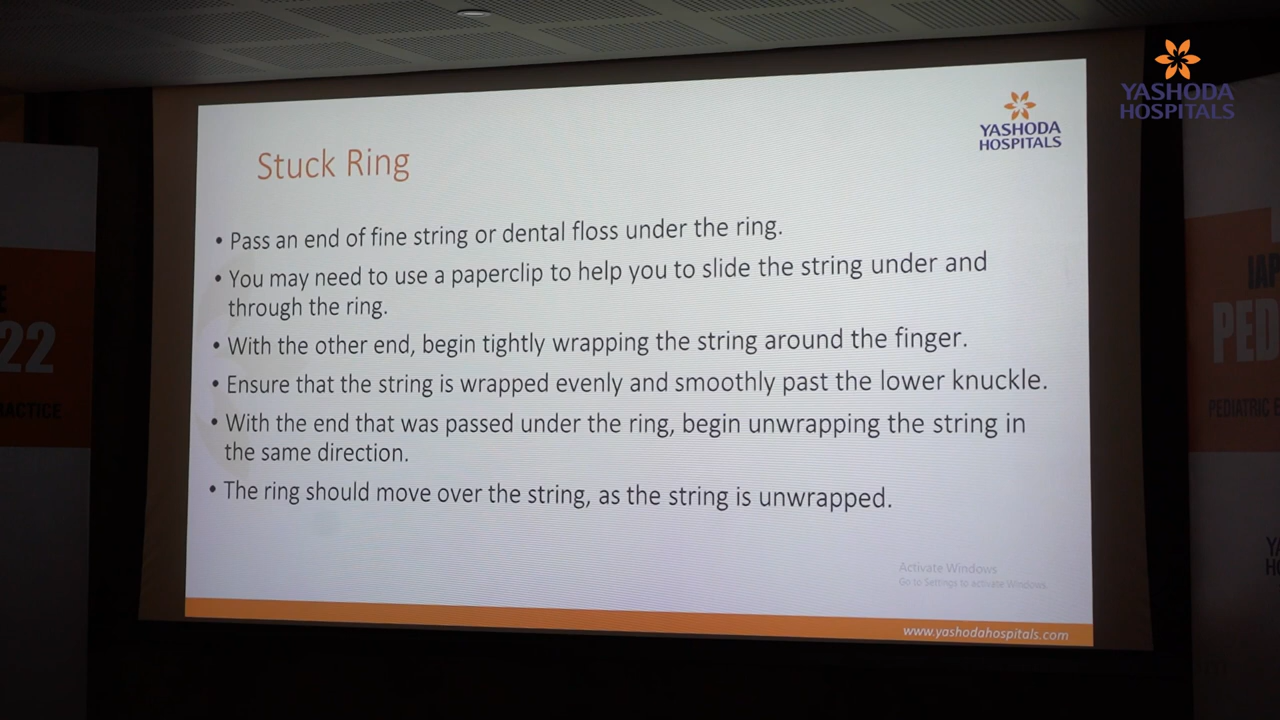 YASHODA
HOSPITALS
YASHODA
HOSPITALS
Stuck Ring
• Pass an end of fine string or dental floss under the ring.
• You may need to use a paperclip to help you to slide the string under and
through the ring.
• With the other end, begin tightly wrapping the string around the finger.
• Ensure that the string is wrapped evenly and smoothly past the lower knuckle.
• With the end that was passed under the ring, begin unwrapping the string in
the same direction.
• The ring should move over the string, as the string is unwrapped.
Activate Windows
Go to Settings to activate Windows.
www.yashodahospitals.com
22
IAP
PED
PEDIATRIC